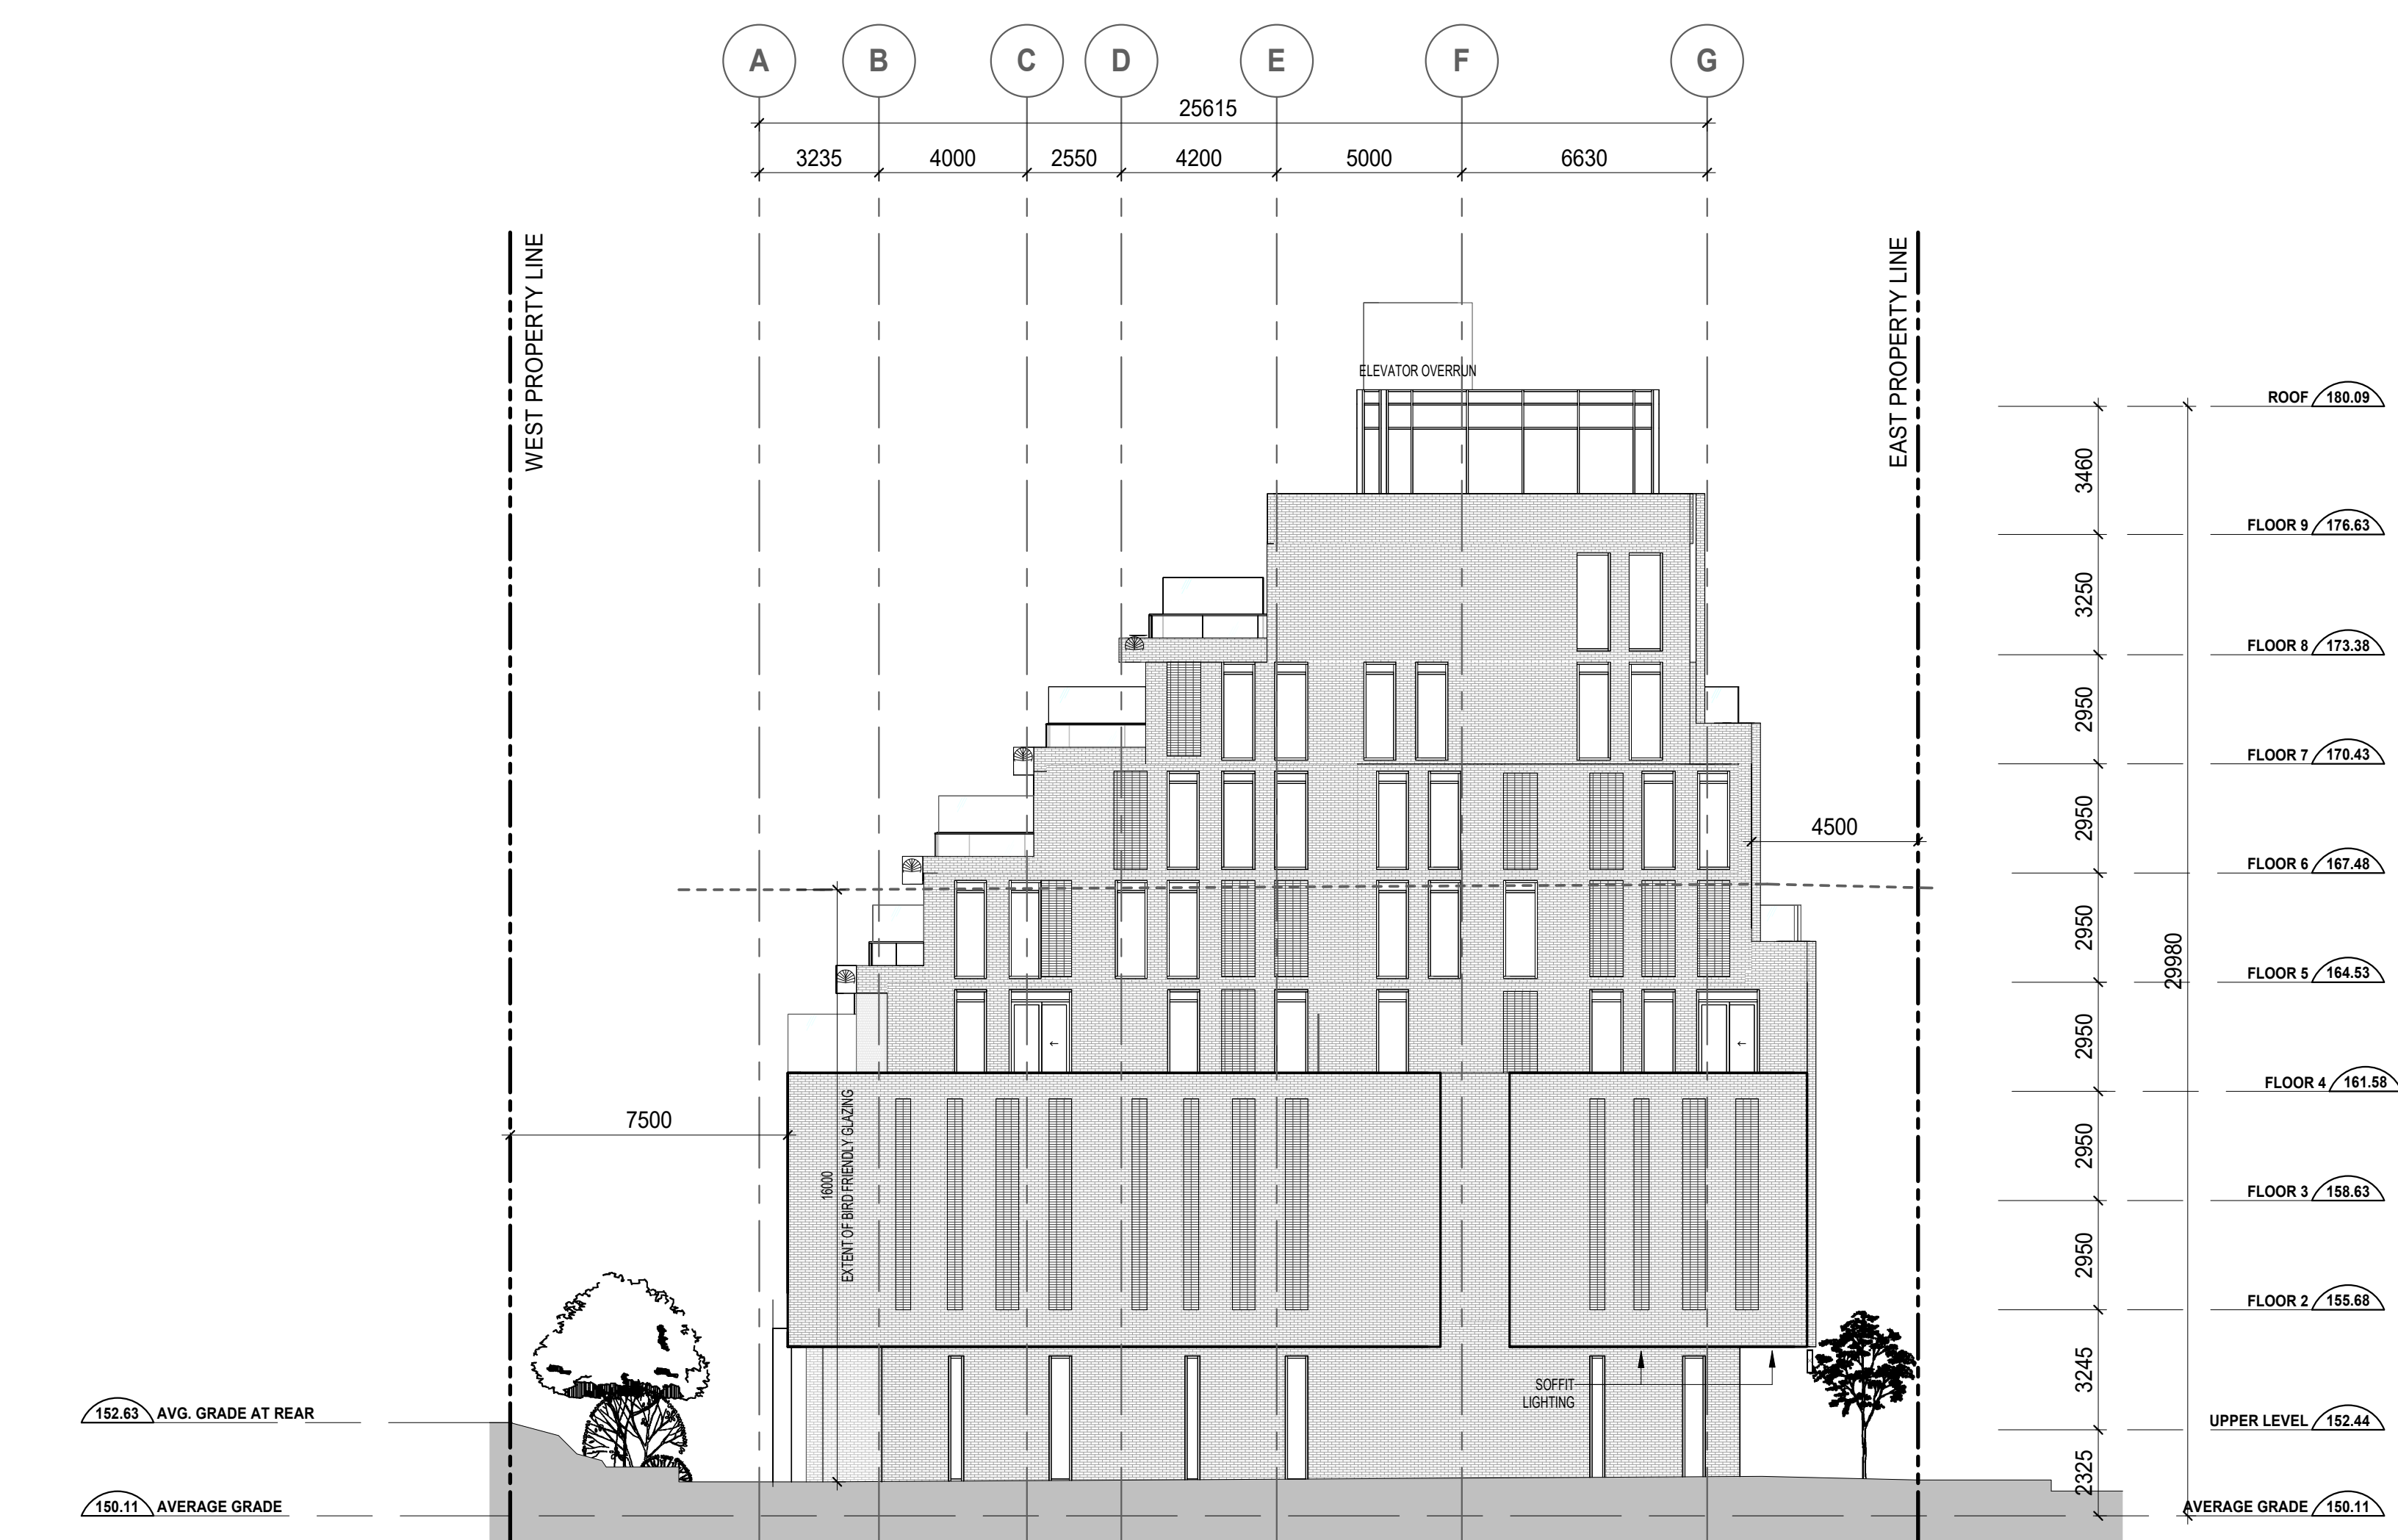 A B C D E F G
25615
3235 4000 2550 4200 5000 6630
WEST PROPERTY LINE
EAST PROPERTY LINE
ELEVATOR OVERRUN
ROOF 180.09
3460
FLOOR 9 176.63
3250
FLOOR 8 173.38
2950
FLOOR 7 170.43
2950
4500
FLOOR 6 167.48
2950
29980
FLOOR 5 164.53
2950
FLOOR 4 161.58
7500
2950
16000
EXTENT OF BIRD FRIENDLY GLAZING
FLOOR 3 158.63
2950
FLOOR 2 155.68
3245
SOFFIT
LIGHTING
152.63 AVG. GRADE AT REAR
UPPER LEVEL 152.44
2325
150.11 AVERAGE GRADE
AVERAGE GRADE 150.11